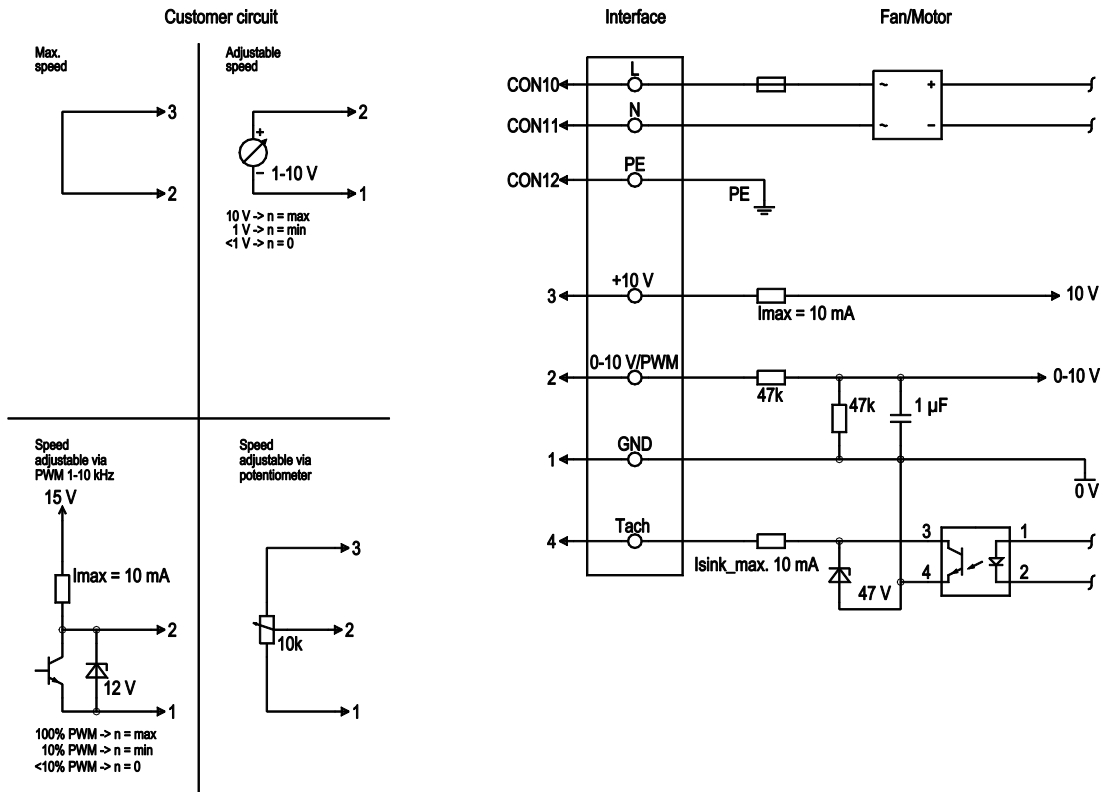 Customer circuit
Interface
Fan/Motor
Max.
speed
3
2
Adjustable
speed
2
+
– 1-10 V
1
10 V -> n = max
1 V -> n = min
<1 V -> n = 0
Speed
adjustable via
PWM 1-10 kHz
15 V
Imax = 10 mA
2
12 V
1
100% PWM -> n = max
10% PWM -> n = min
<10% PWM -> n = 0
Speed
adjustable via
potentiometer
3
2
10k
1
L
CON10
~ +
N
CON11
~ –
PE
CON12
PE
+10 V
3
10 V
Imax = 10 mA
0-10 V/PWM
2
0-10 V
47k
47k
1 µF
GND
1
0 V
Tach
4
3
1
Isink_max. 10 mA
4
2
47 V